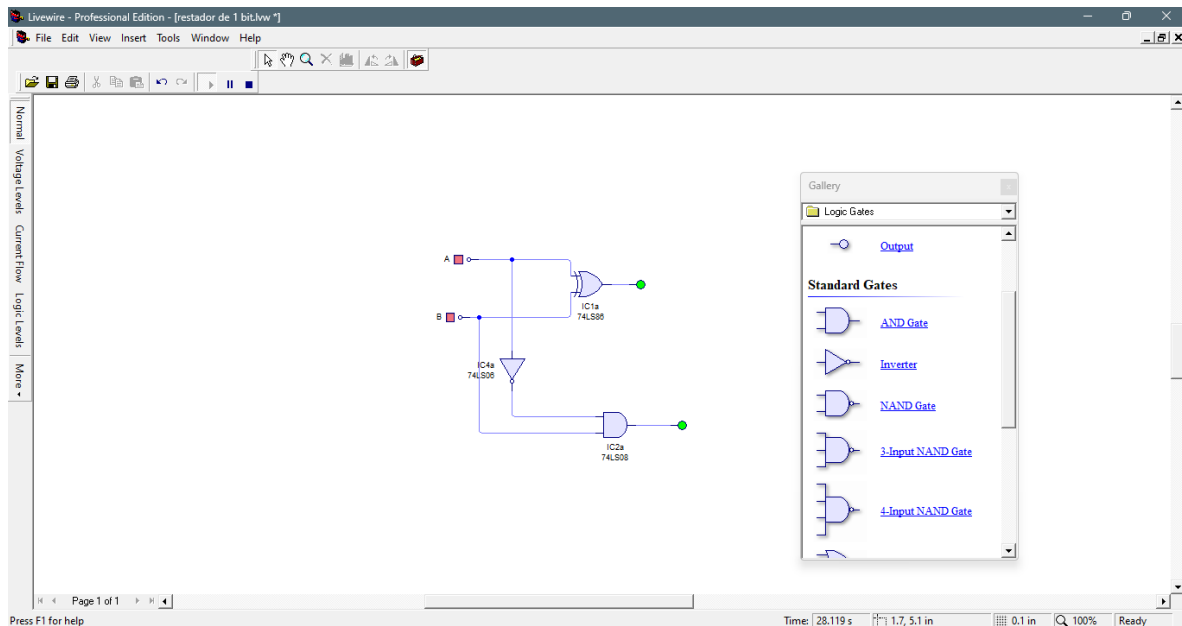 Livewire - Professional Edition - [restador de 1 bit.lvw *]
File Edit View Insert Tools Window Help
Normal
Voltage Levels
Current Flow
Logic Levels
More
A
B
IC1a
74LS86
IC4a
74LS06
IC2a
74LS08
Gallery
Logic Gates
Output
Standard Gates
AND Gate
Inverter
NAND Gate
3-Input NAND Gate
4-Input NAND Gate
Page 1 of 1
Press F1 for help
Time: 28.119 s 1.7, 5.1 in 0.1 in 100% Ready